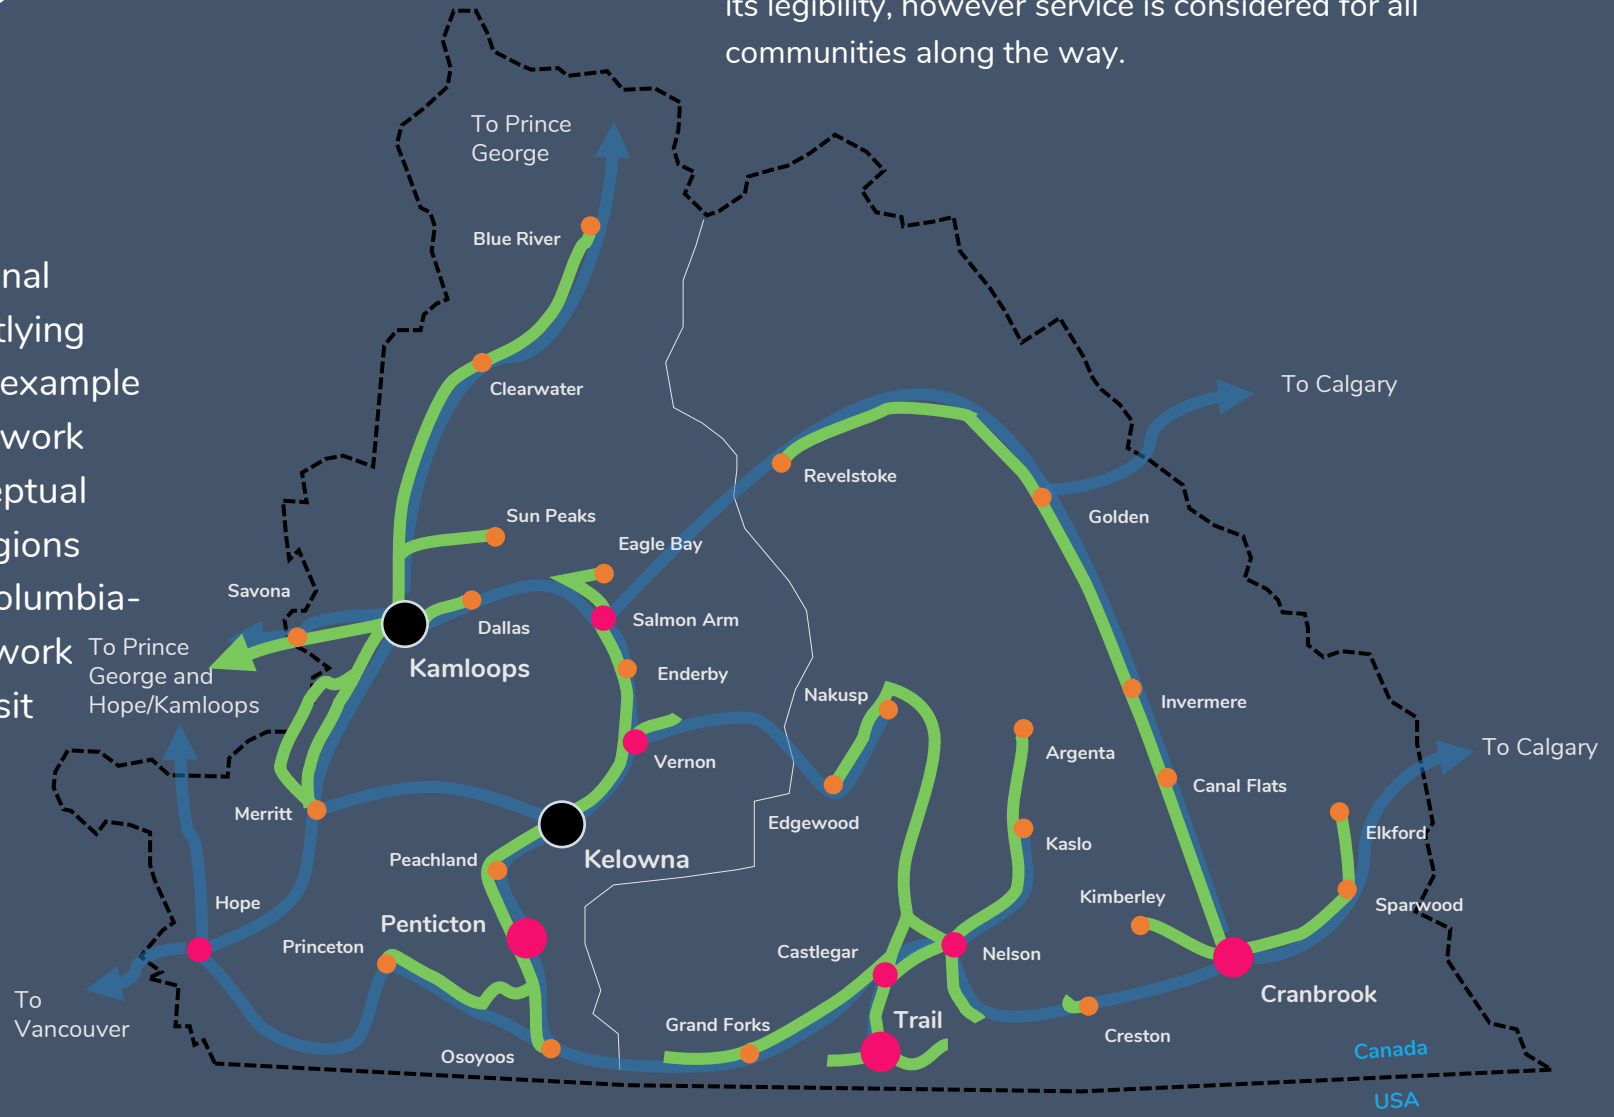 its legibility, however service is considered for all
communities along the way.
nal
tlying
example
work
eptual
gions
olumbia-
work
sit
To Prince
George
Blue River
Clearwater
To Calgary
Revelstoke
Golden
Sun Peaks
Eagle Bay
Savona
Dallas
Salmon Arm
To Prince
George and
Hope/Kamloops
Kamloops
Enderby
Nakusp
Invermere
Vernon
Argenta
To Calgary
Canal Flats
Merritt
Edgewood
Elkford
Kaslo
Peachland
Kelowna
Kimberley
Sparwood
Hope
Penticton
Princeton
Castlegar
Nelson
Cranbrook
To
Vancouver
Grand Forks
Trail
Creston
Osoyoos
Canada
USA